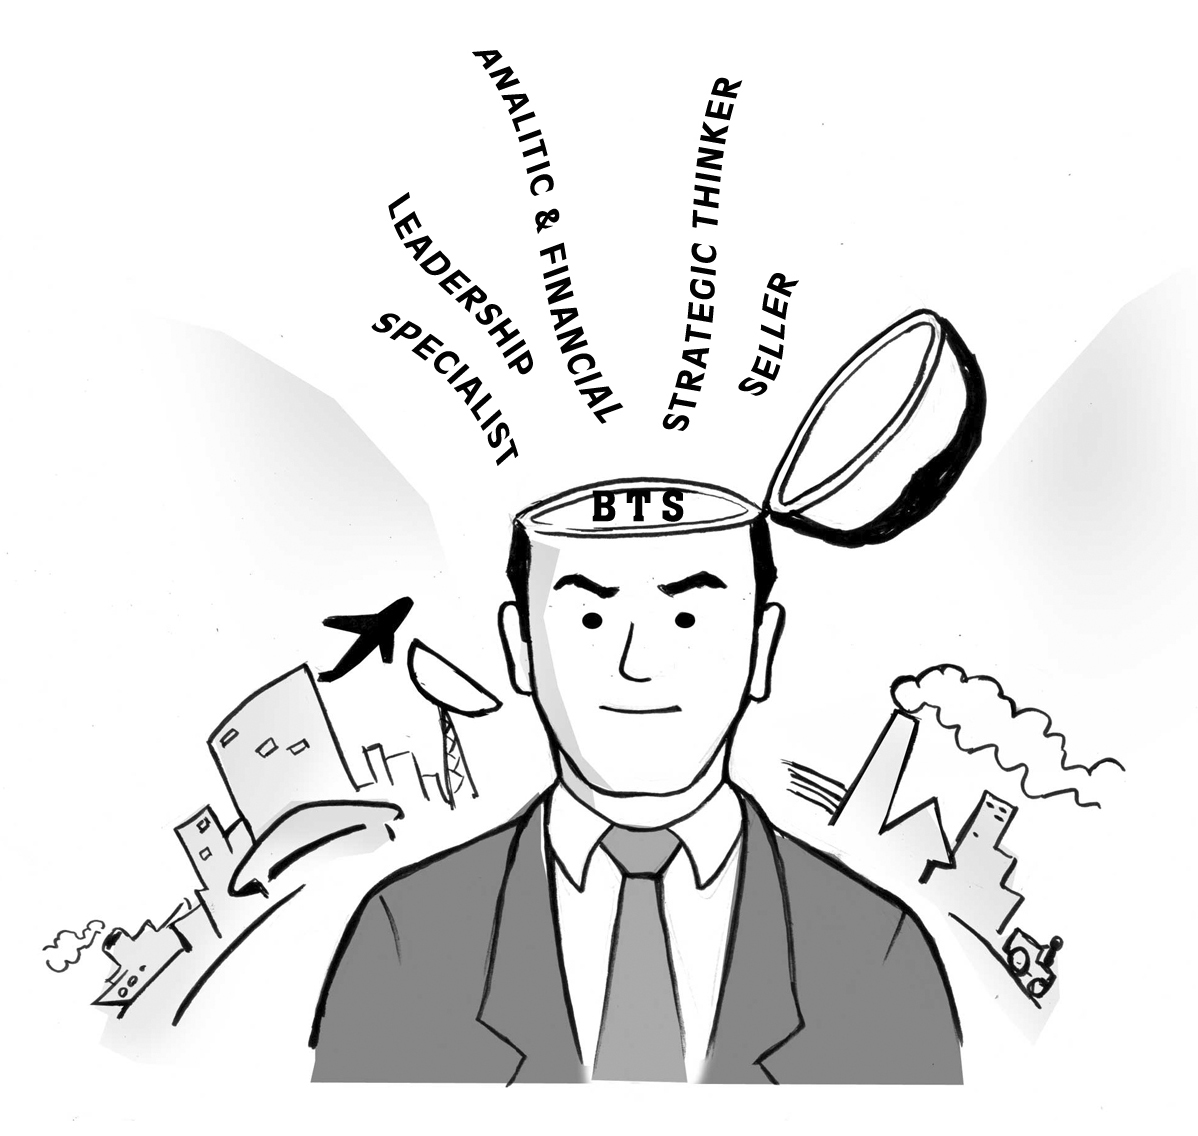 ANALITIC & FINANCIAL
STRATEGIC THINKER
LEADERSHIP
SELLER
SPECIALIST
BTS